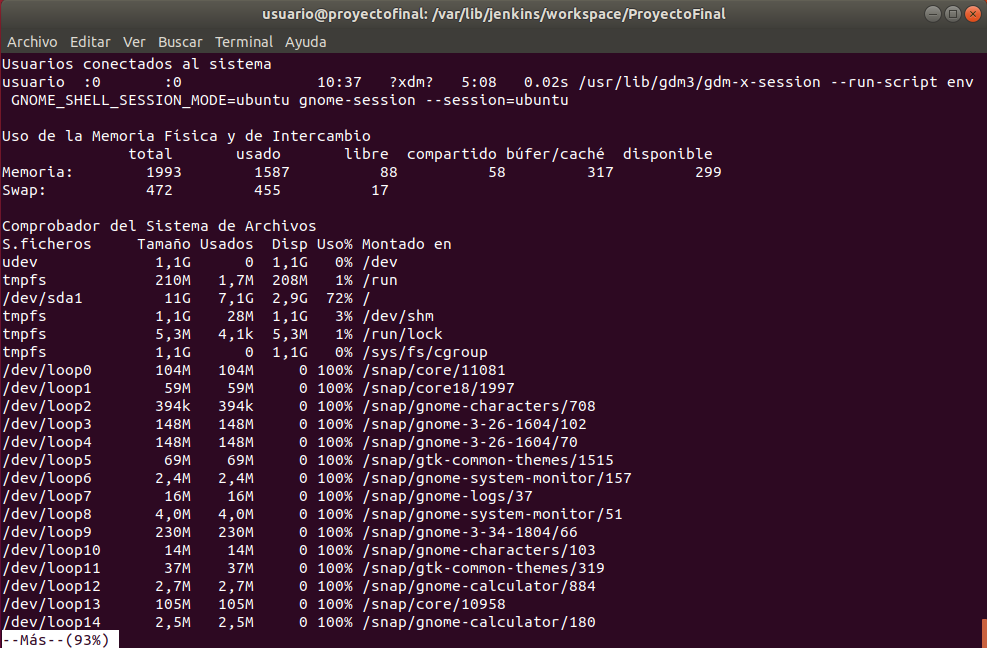 usuario@proyectofinal: /var/lib/jenkins/workspace/ProyectoFinal
Archivo Editar Ver Buscar Terminal Ayuda
Usuarios conectados al sistema
usuario  :0       :0               10:37   ?xdm?   5:08   0.02s /usr/lib/gdm3/gdm-x-session --run-script env
 GNOME_SHELL_SESSION_MODE=ubuntu gnome-session --session=ubuntu
Uso de la Memoria Física y de Intercambio
              total       usado       libre  compartido búfer/caché  disponible
Memoria:        1993        1587          88          58         317         299
Swap:           472         455          17
Comprobador del Sistema de Archivos
S.ficheros     Tamaño Usados  Disp Uso% Montado en
udev             1,1G      0  1,1G   0% /dev
tmpfs            210M   1,7M  208M   1% /run
/dev/sda1         11G   7,1G  2,9G  72% /
tmpfs            1,1G    28M  1,1G   3% /dev/shm
tmpfs            5,3M   4,1k  5,3M   1% /run/lock
tmpfs            1,1G      0  1,1G   0% /sys/fs/cgroup
/dev/loop0       104M   104M     0 100% /snap/core/11081
/dev/loop1        59M    59M     0 100% /snap/core18/1997
/dev/loop2       394k   394k     0 100% /snap/gnome-characters/708
/dev/loop3       148M   148M     0 100% /snap/gnome-3-26-1604/102
/dev/loop4       148M   148M     0 100% /snap/gnome-3-26-1604/70
/dev/loop5        69M    69M     0 100% /snap/gtk-common-themes/1515
/dev/loop6       2,4M   2,4M     0 100% /snap/gnome-system-monitor/157
/dev/loop7        16M    16M     0 100% /snap/gnome-logs/37
/dev/loop8       4,0M   4,0M     0 100% /snap/gnome-system-monitor/51
/dev/loop9       230M   230M     0 100% /snap/gnome-3-34-1804/66
/dev/loop10       14M    14M     0 100% /snap/gnome-characters/103
/dev/loop11       37M    37M     0 100% /snap/gtk-common-themes/319
/dev/loop12      2,7M   2,7M     0 100% /snap/gnome-calculator/884
/dev/loop13      105M   105M     0 100% /snap/core/10958
/dev/loop14      2,5M   2,5M     0 100% /snap/gnome-calculator/180
--Más--(93%)